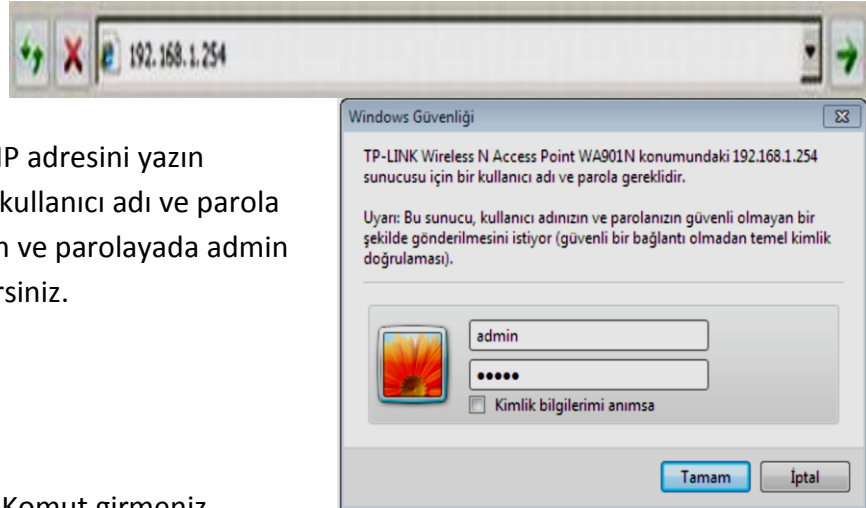 192.168.1.254
IP adresini yazın
kullanıcı adı ve parola
ve parolayada admin
Windows Güvenliği
TP-LINK Wireless N Access Point WA901N konumundaki 192.168.1.254
sunucusu için bir kullanıcı adı ve parola gereklidir.
Uyarı: Bu sunucu, kullanıcı adınızın ve parolanızın güvenli olmayan bir
şekilde gönderilmesini istiyor (güvenli bir bağlantı olmadan temel kimlik
doğrulaması).
admin
•••••
Kimlik bilgilerimi anımsa
Tamam
İptal
Komut girmeniz